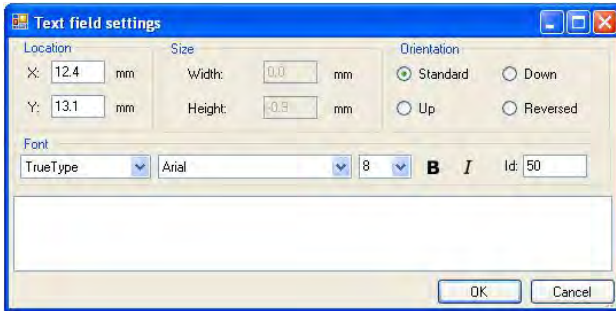 Text field settings
Location Size Orientation
X: 12.4 mm Width: 0.0 mm Standard Down
Y: 13.1 mm Height: -0.3 mm Up Reversed
Font
TrueType Arial 8 B I Id: 50
OK Cancel